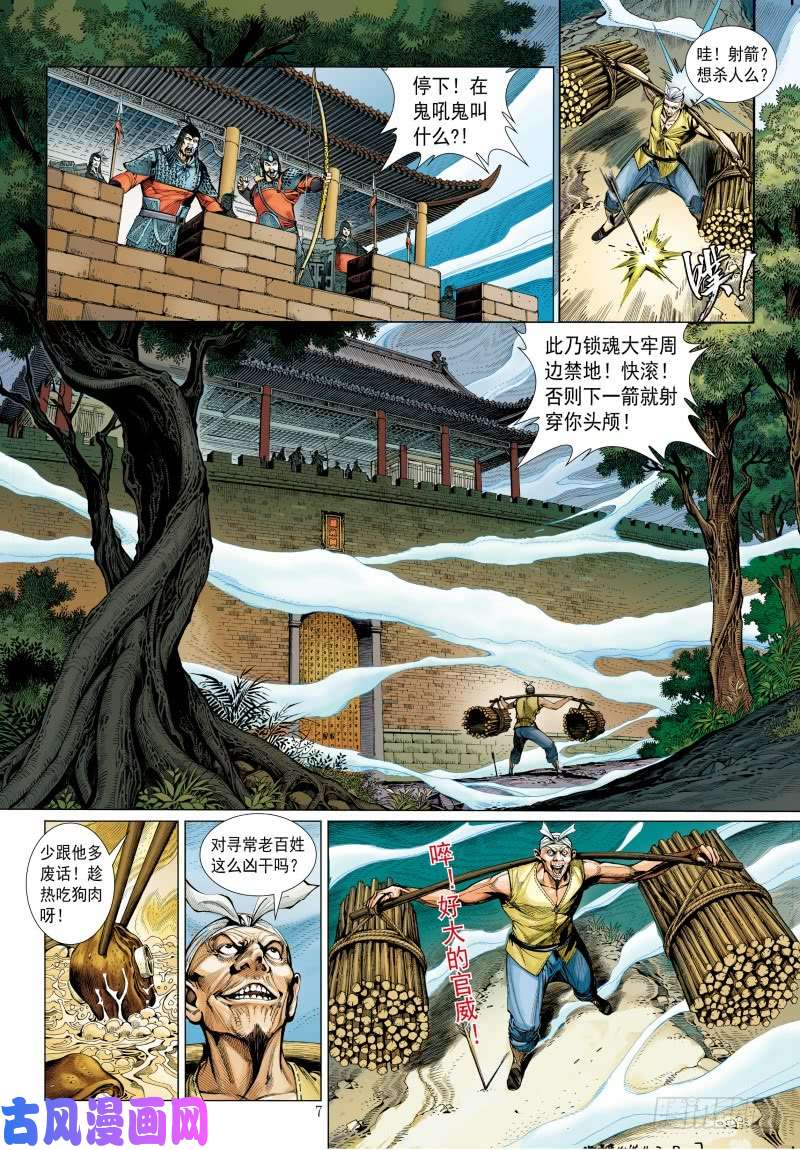 停下！在
鬼吼鬼叫
什么?!
哇！射箭？
想杀人么？
噗！
此乃锁魂大牢周
边禁地！快滚！
否则下一箭就射
穿你头颅！
少跟他多
废话！趁
热吃狗肉
呀！
对寻常老百姓
这么凶干吗？
啐！好大的官威！
7
古风漫画网